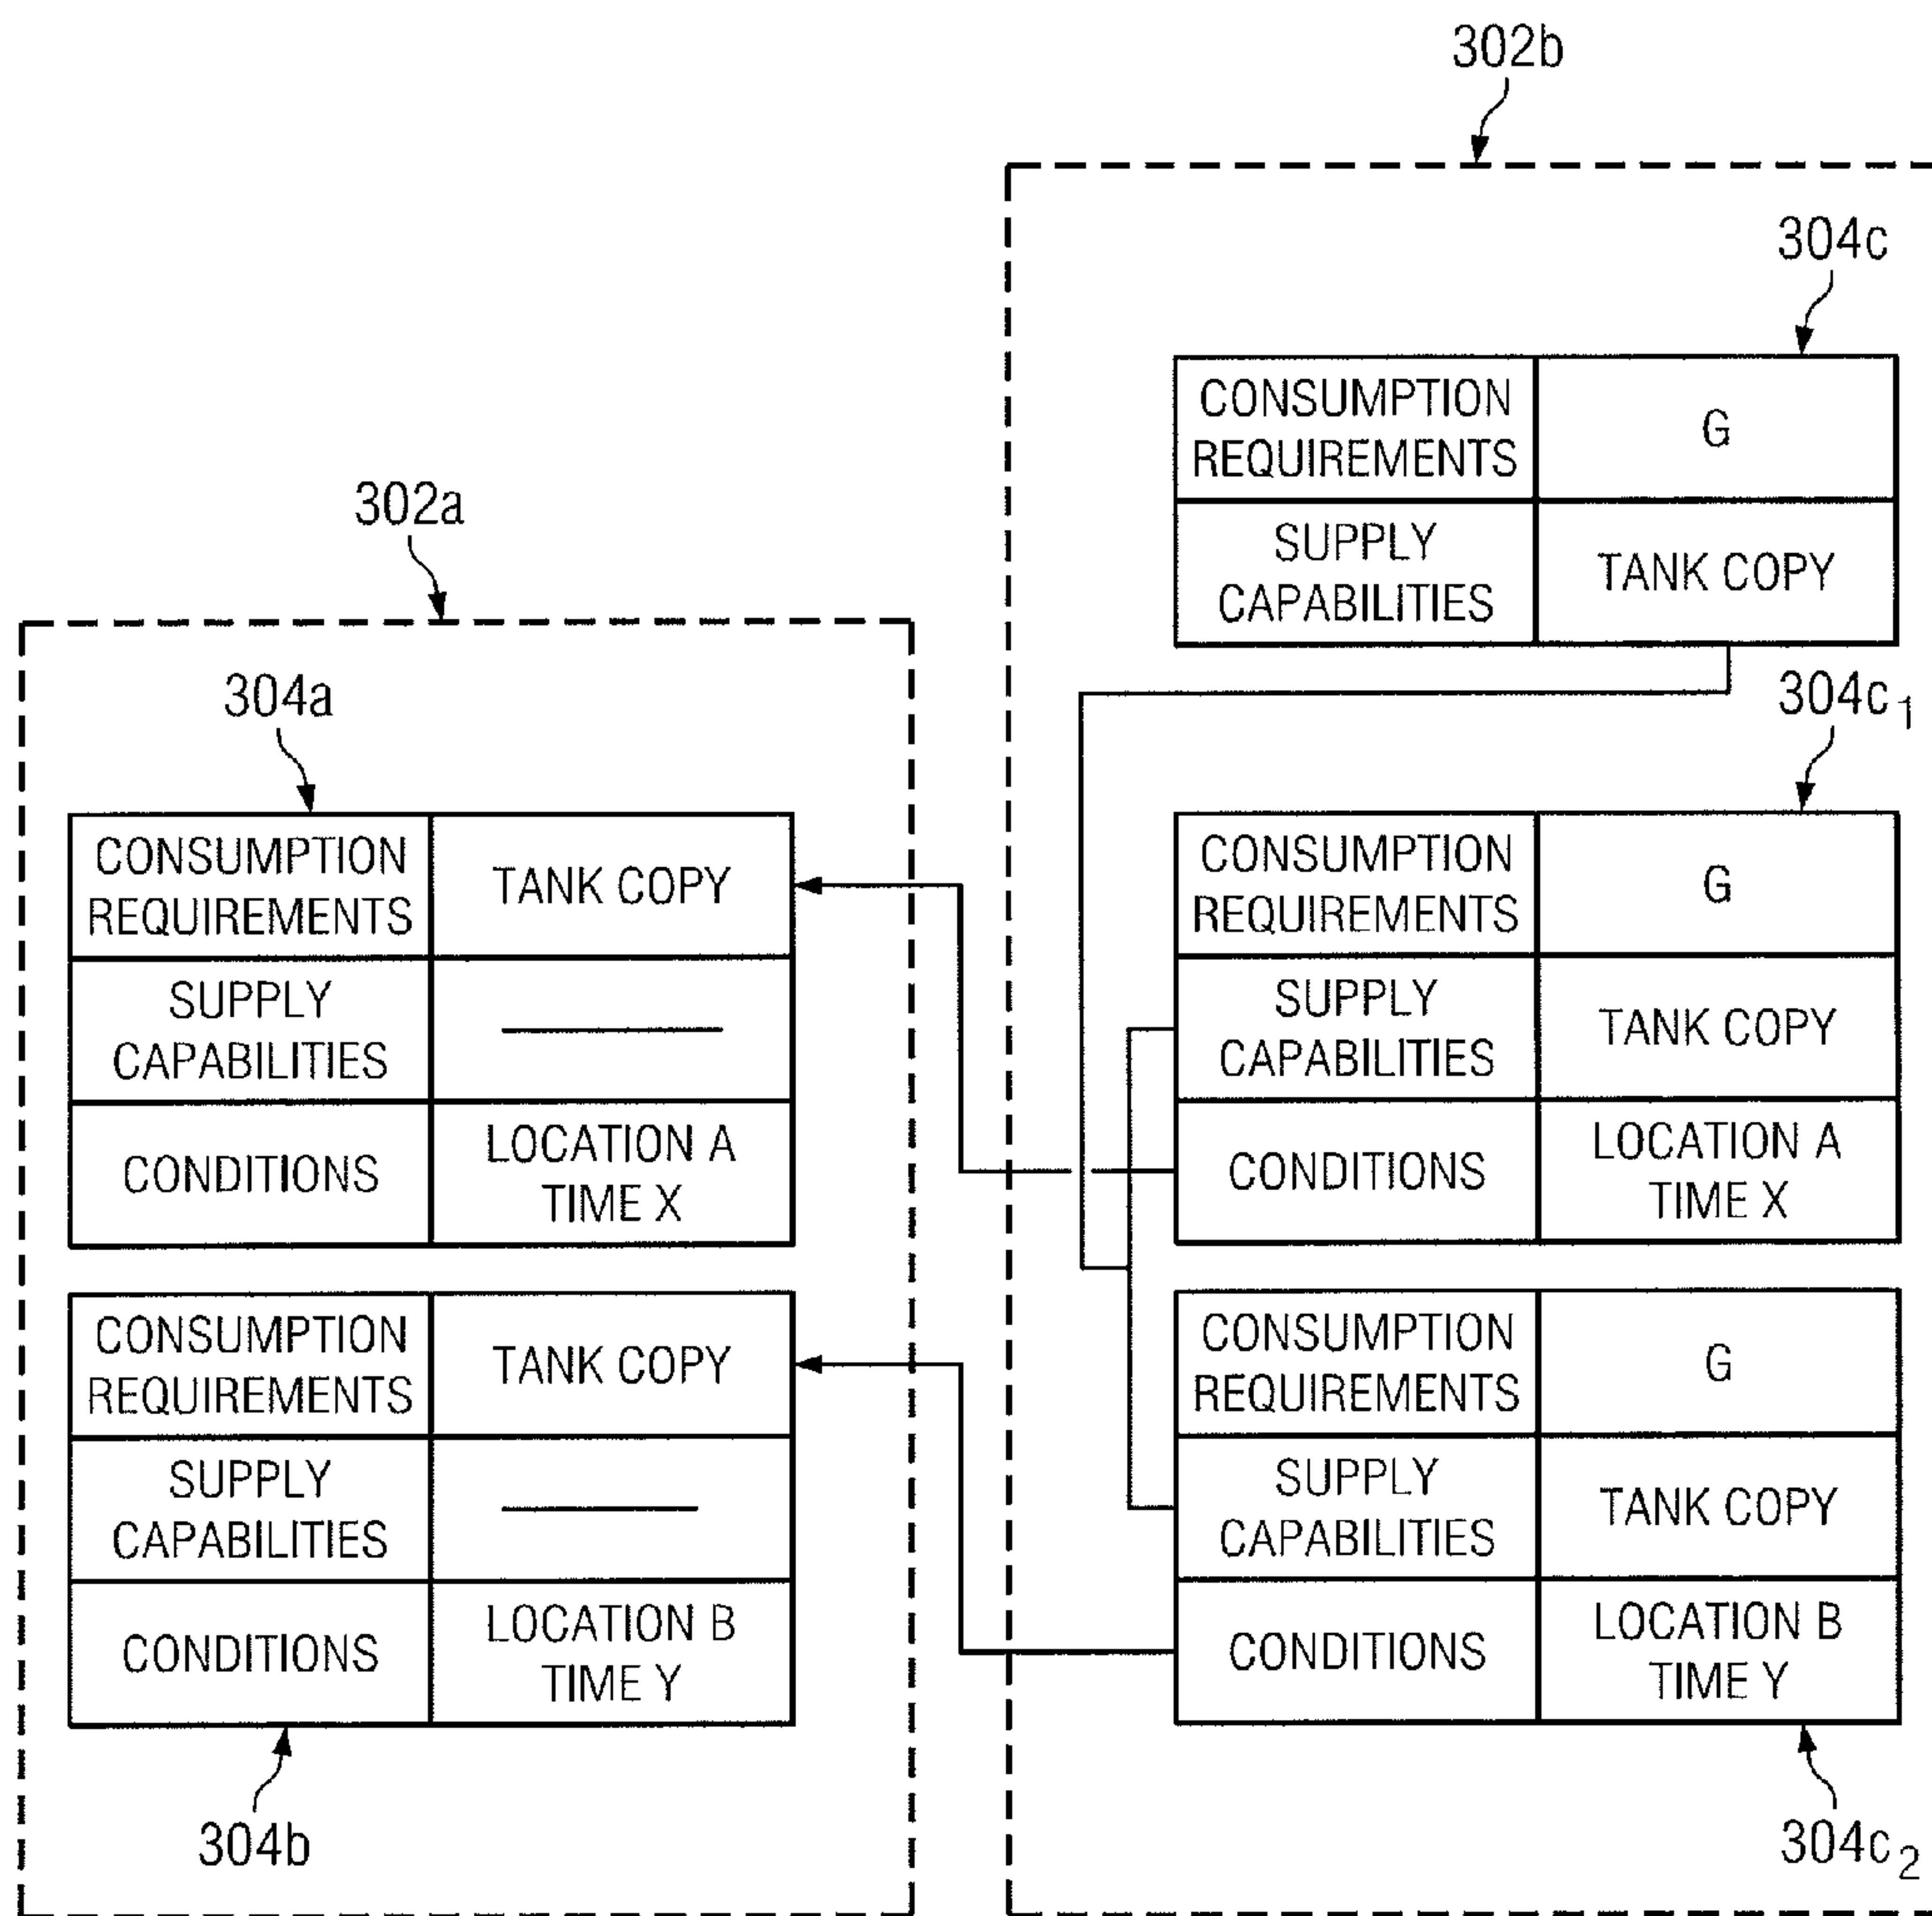 302b
304c
CONSUMPTION
REQUIREMENTS
G
SUPPLY
CAPABILITIES
TANK COPY
302a
304a
CONSUMPTION
REQUIREMENTS
TANK COPY
SUPPLY
CAPABILITIES
CONDITIONS
LOCATION A
TIME X
CONSUMPTION
REQUIREMENTS
TANK COPY
SUPPLY
CAPABILITIES
CONDITIONS
LOCATION B
TIME Y
304b
304c1
CONSUMPTION
REQUIREMENTS
G
SUPPLY
CAPABILITIES
TANK COPY
CONDITIONS
LOCATION A
TIME X
CONSUMPTION
REQUIREMENTS
G
SUPPLY
CAPABILITIES
TANK COPY
CONDITIONS
LOCATION B
TIME Y
304c2